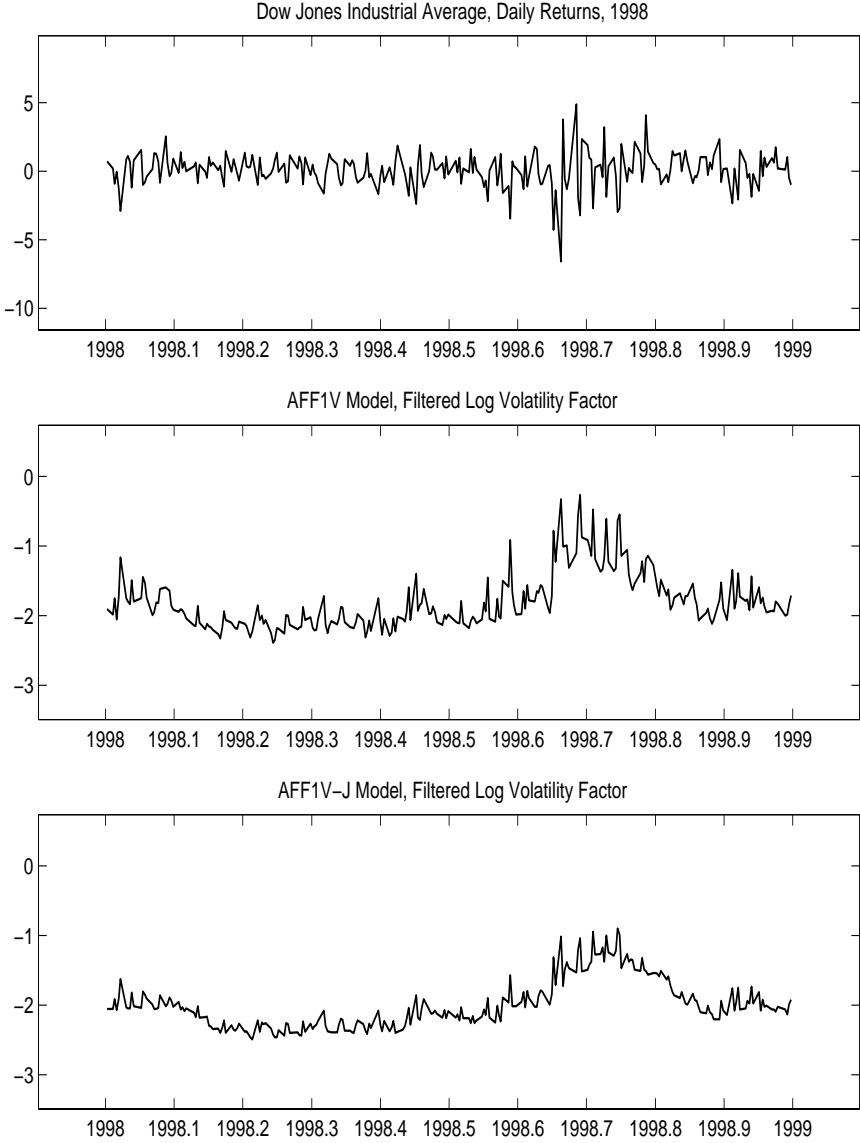 Dow Jones Industrial Average, Daily Returns, 1998
5
0
−5
−10
1998 1998.1 1998.2 1998.3 1998.4 1998.5 1998.6 1998.7 1998.8 1998.9 1999
AFF1V Model, Filtered Log Volatility Factor
0
−1
−2
−3
1998 1998.1 1998.2 1998.3 1998.4 1998.5 1998.6 1998.7 1998.8 1998.9 1999
AFF1V−J Model, Filtered Log Volatility Factor
0
−1
−2
−3
1998 1998.1 1998.2 1998.3 1998.4 1998.5 1998.6 1998.7 1998.8 1998.9 1999